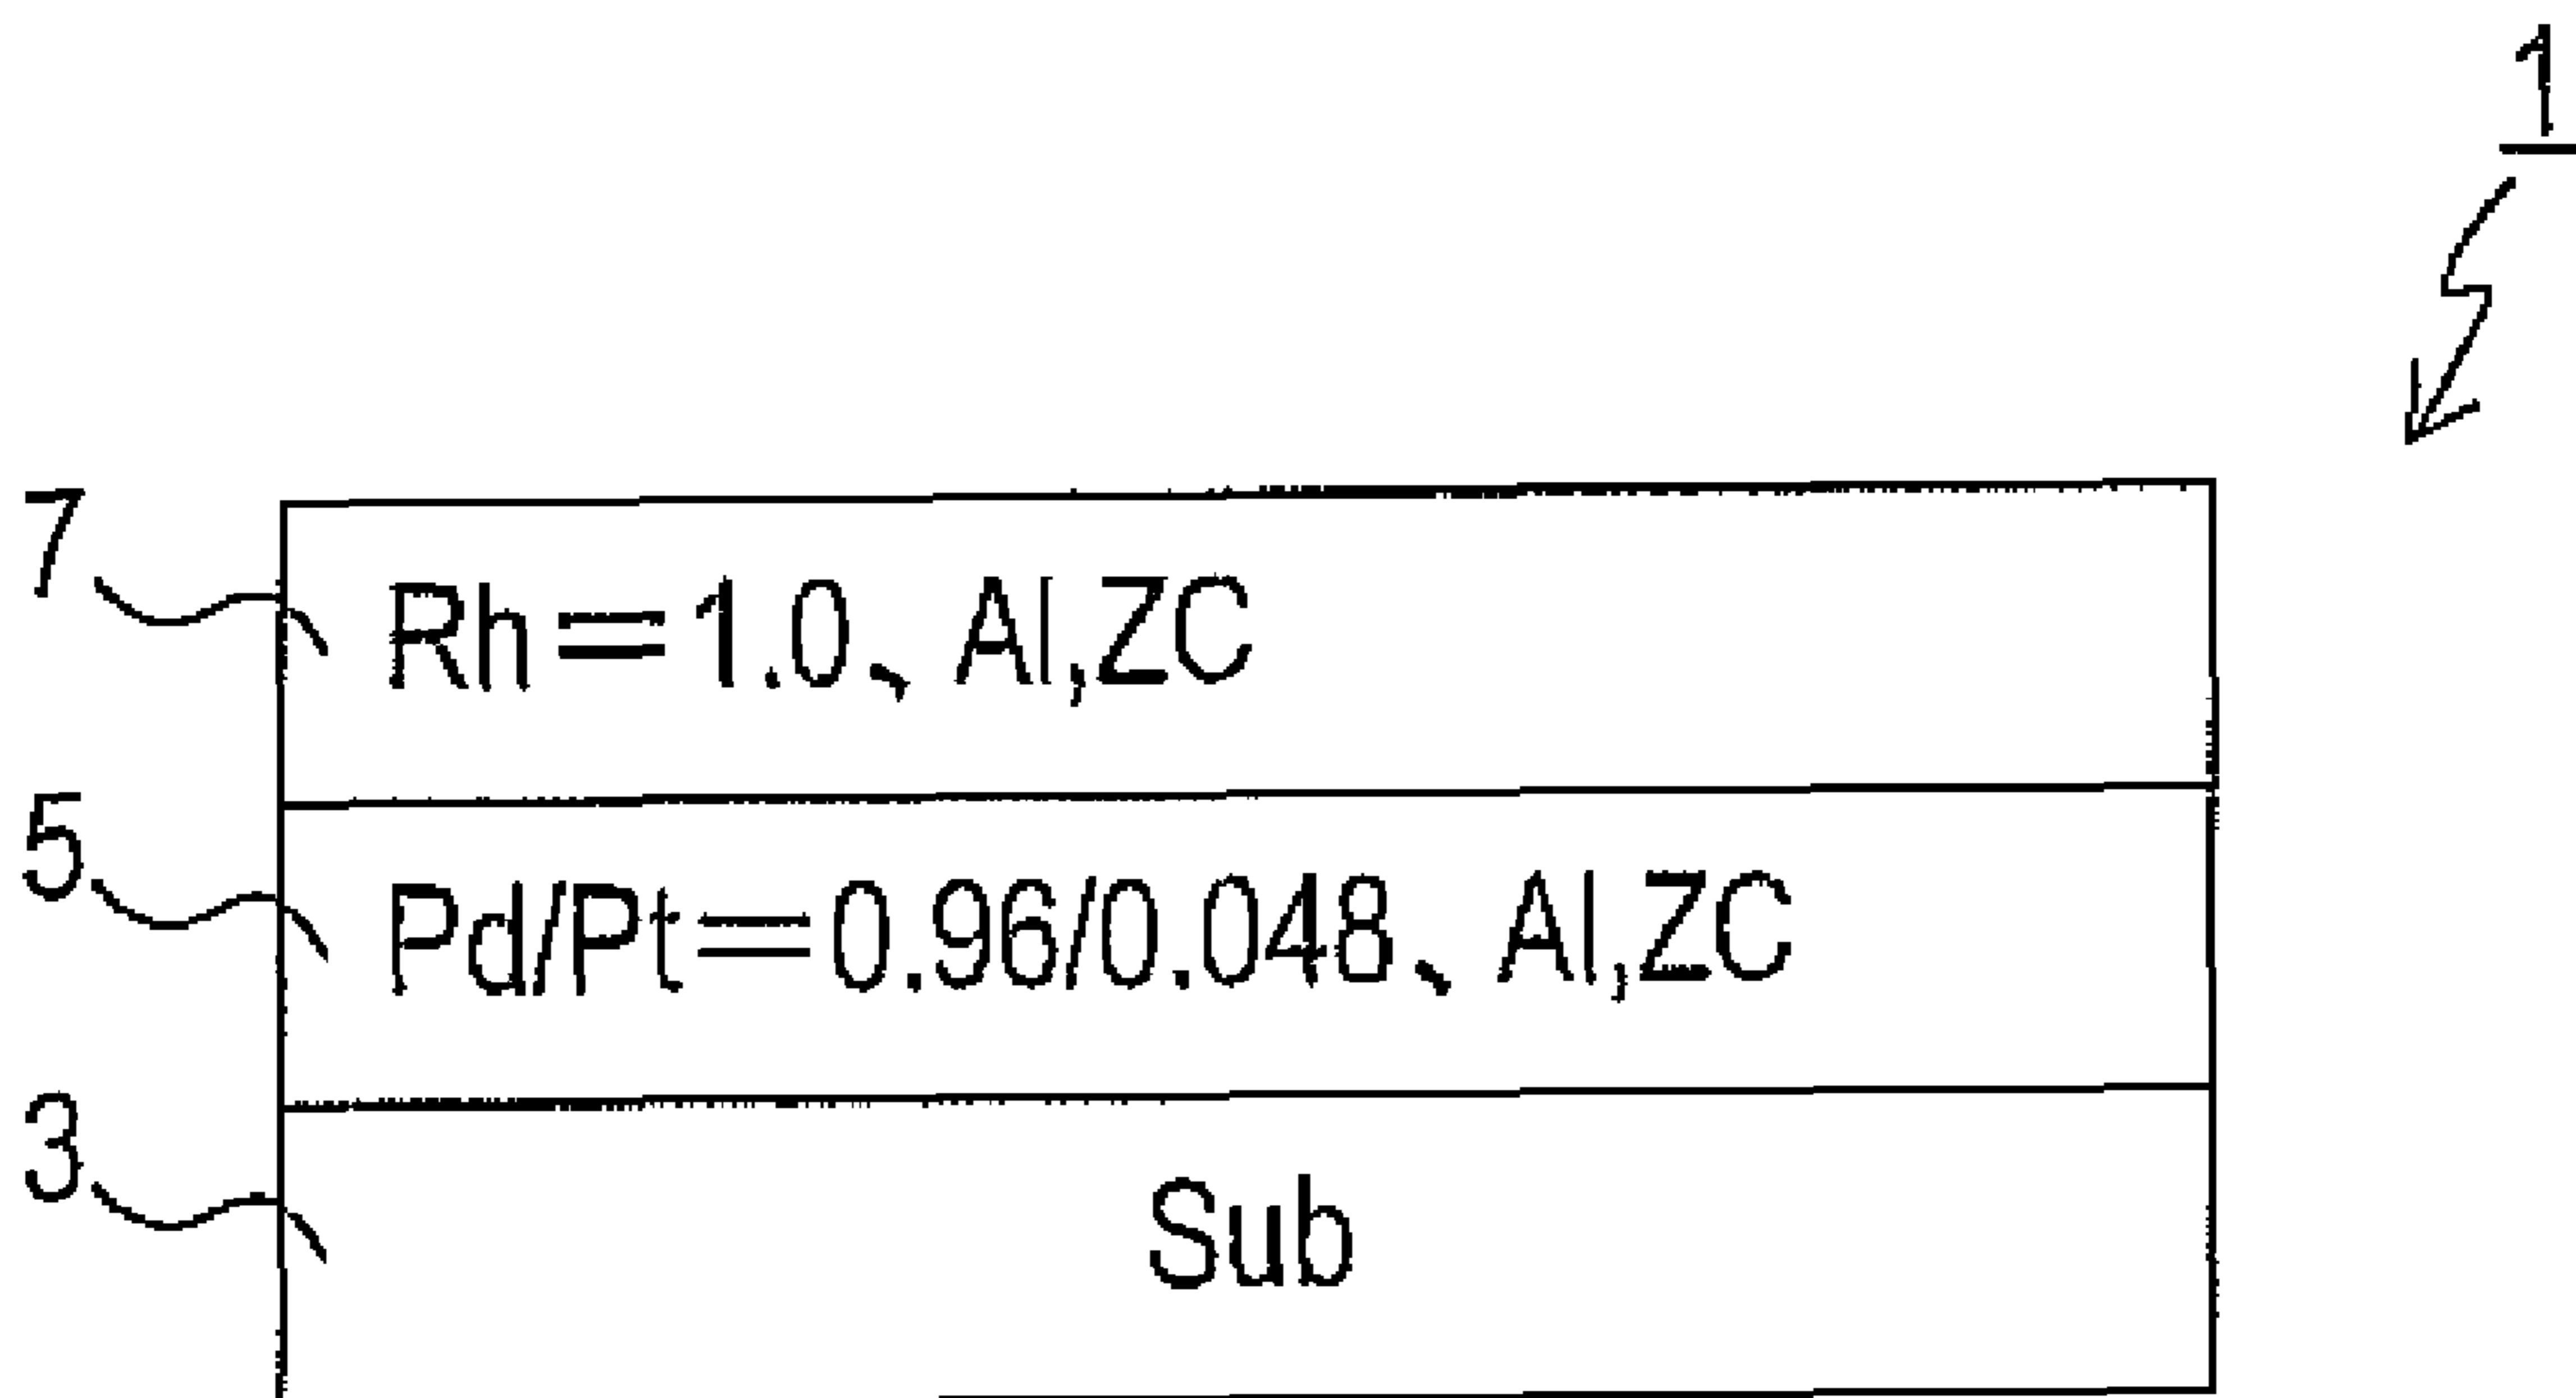 1
7 Rh=1.0、Al,ZC
5 Pd/Pt=0.96/0.048、Al,ZC
3 Sub